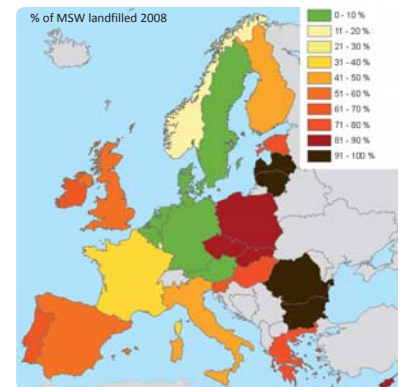 % of MSW landfilled 2008
0 - 10 %
11 - 20 %
21 - 30 %
31 - 40 %
41 - 50 %
51 - 60 %
61 - 70 %
71 - 80 %
81 - 90 %
91 - 100 %